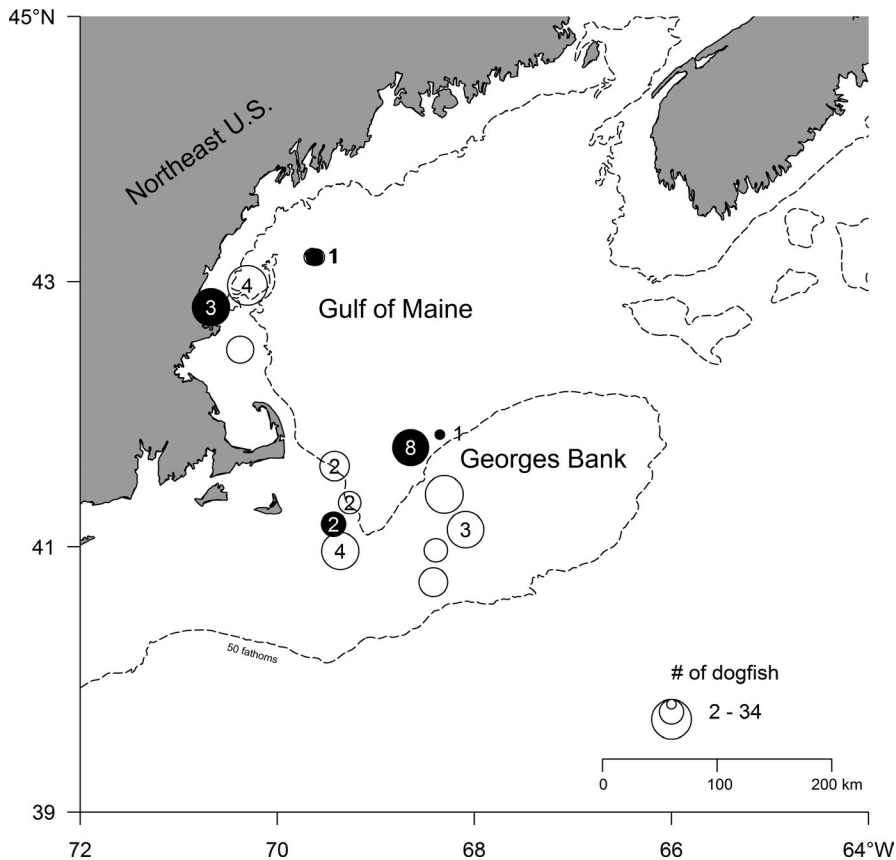 45°N
Northeast U.S.
1
43
4
3
Gulf of Maine
8
1
2
Georges Bank
2
2
3
41
4
50 fathoms
# of dogfish
2 - 34
0 100 200 km
39
72 70 68 66 64°W